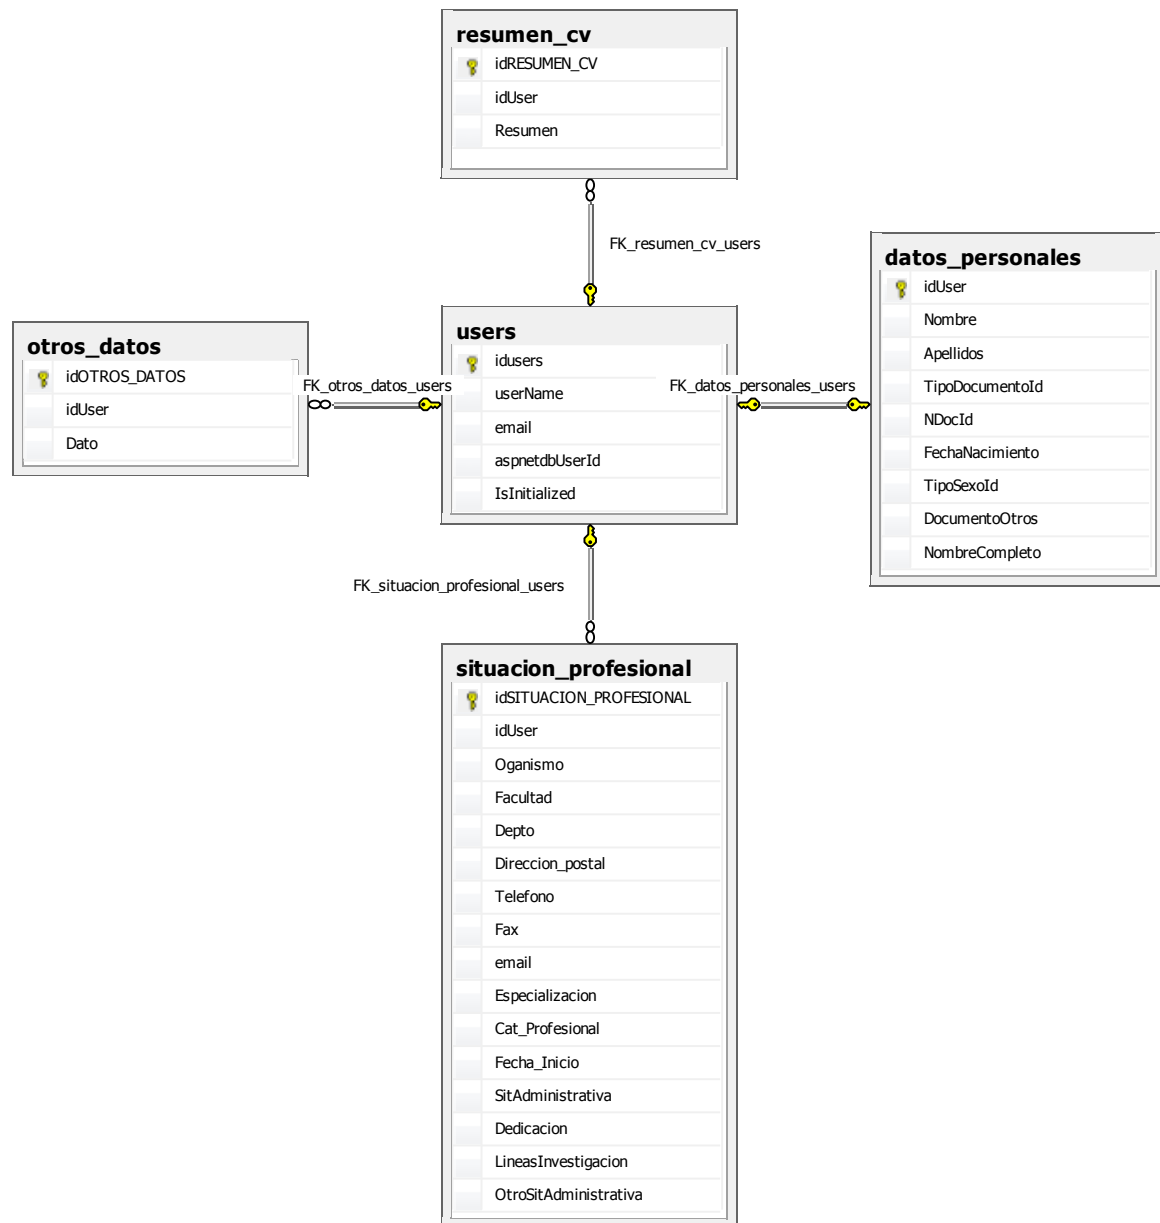 resumen_cv
idRESUMEN_CV
idUser
Resumen
FK_resumen_cv_users
datos_personales
idUser
Nombre
Apellidos
TipoDocumentoId
NDocId
FechaNacimiento
TipoSexoId
DocumentoOtros
NombreCompleto
users
idusers
userName
email
aspnetdbUserId
IsInitialized
FK_datos_personales_users
otros_datos
idOTROS_DATOS
idUser
Dato
FK_otros_datos_users
FK_situacion_profesional_users
situacion_profesional
idSITUACION_PROFESIONAL
idUser
Oganismo
Facultad
Depto
Direccion_postal
Telefono
Fax
email
Especializacion
Cat_Profesional
Fecha_Inicio
SitAdministrativa
Dedicacion
LineasInvestigacion
OtroSitAdministrativa